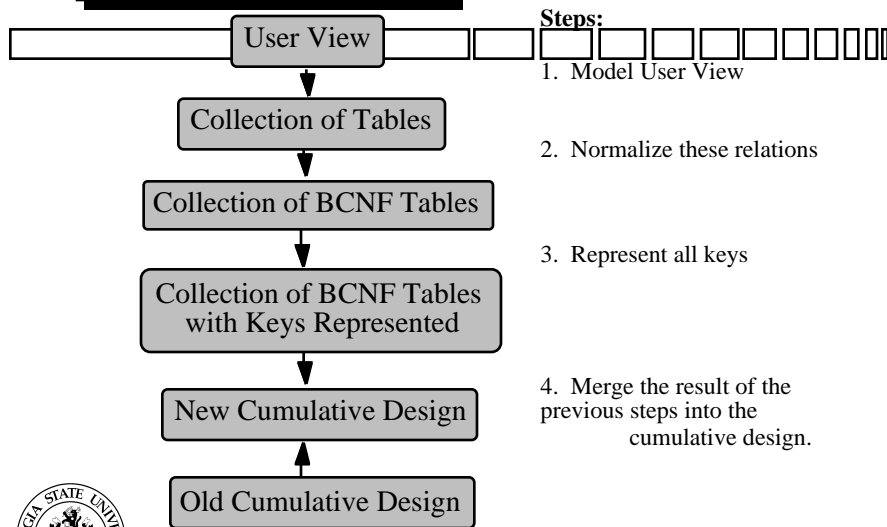 User View
Collection of Tables
Collection of BCNF Tables
Collection of BCNF Tables
with Keys Represented
New Cumulative Design
Old Cumulative Design
Steps:
1. Model User View
2. Normalize these relations
3. Represent all keys
4. Merge the result of the
previous steps into the
cumulative design.
STATE